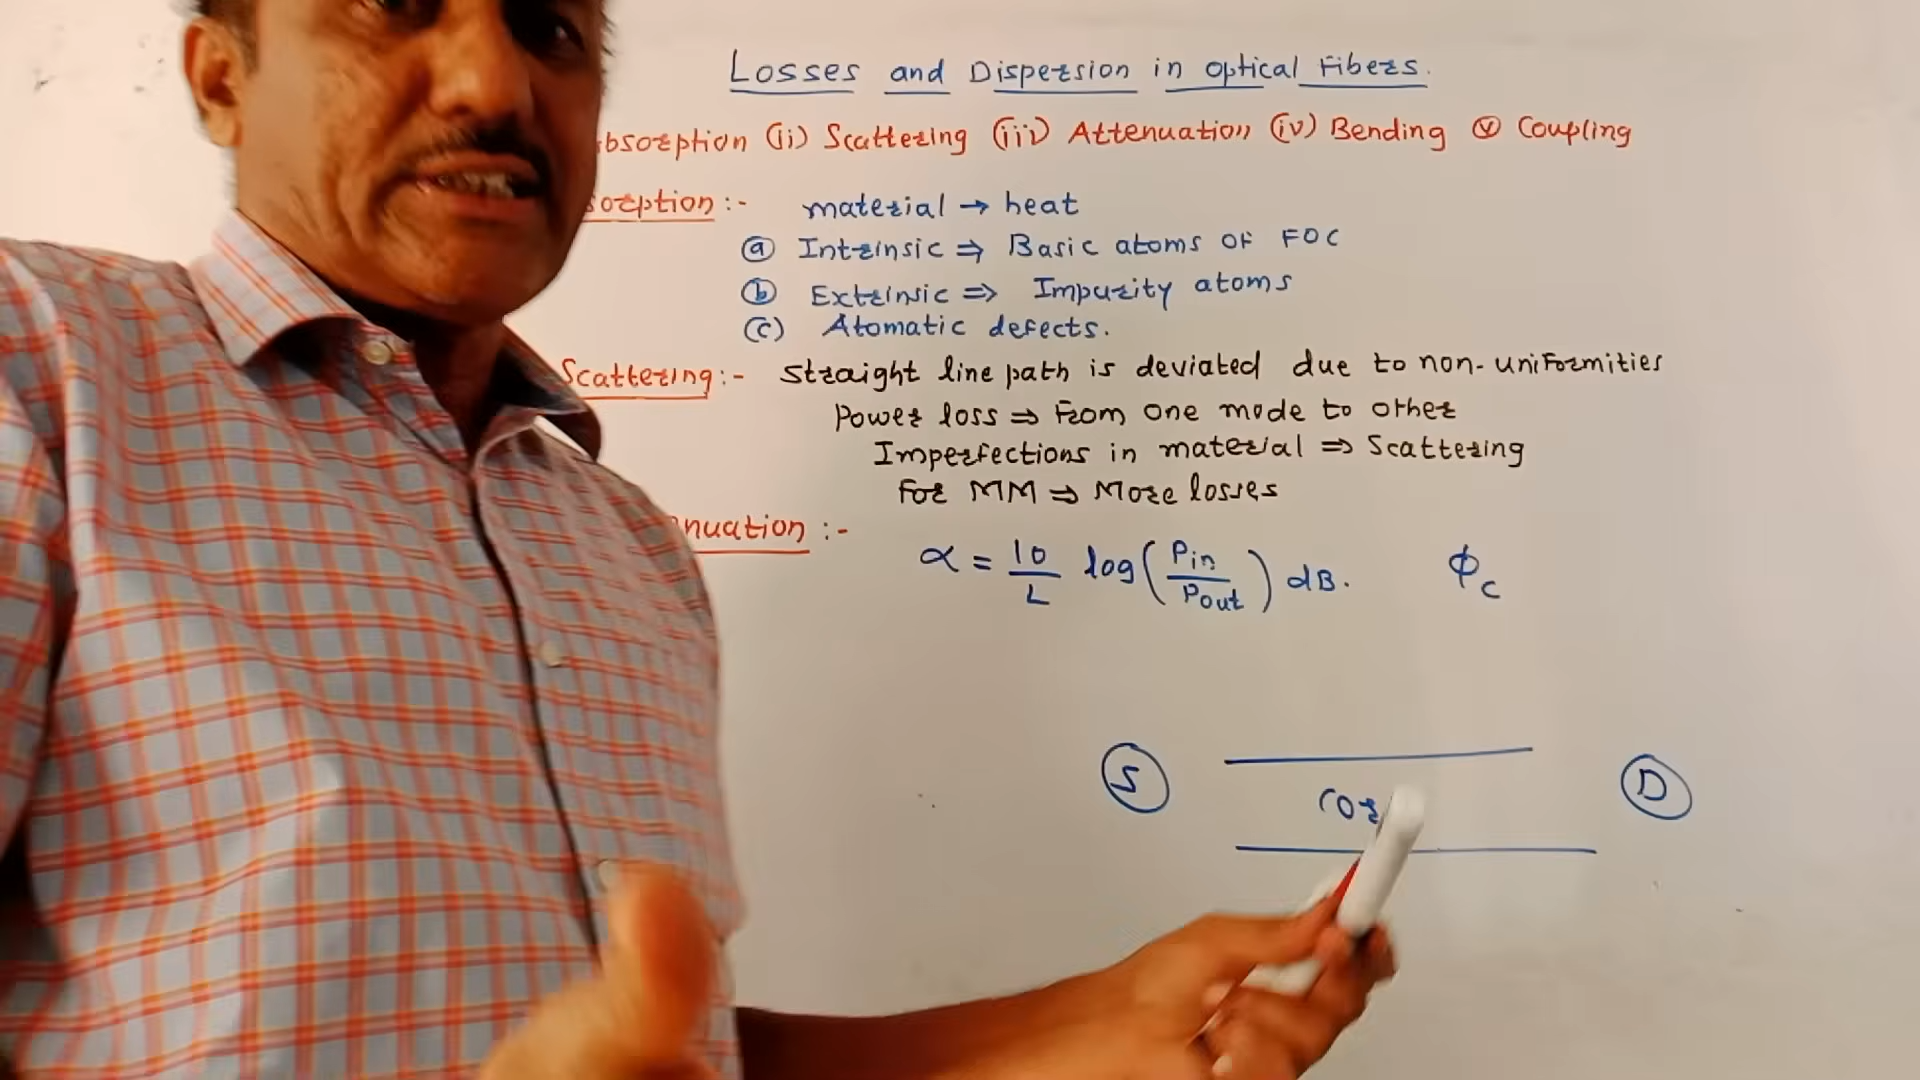 Losses and Dispersion in optical Fibers.
bsorption (ii) Scattering (iii) Attenuation (iv) Bending (v) Coupling
sorption :- material → heat
(a) Intrinsic ⇒ Basic atoms OF FOC
(b) Extrinsic ⇒ Impurity atoms
(c) Atomatic defects.
Scattering :- straight line path is deviated due to non-uniformities
Power loss ⇒ From one mode to other
Imperfections in material ⇒ Scattering
For MM ⇒ More losses
nuation :-
α = 10/L log(Pin/Pout) dB. ϕc
S Cor D